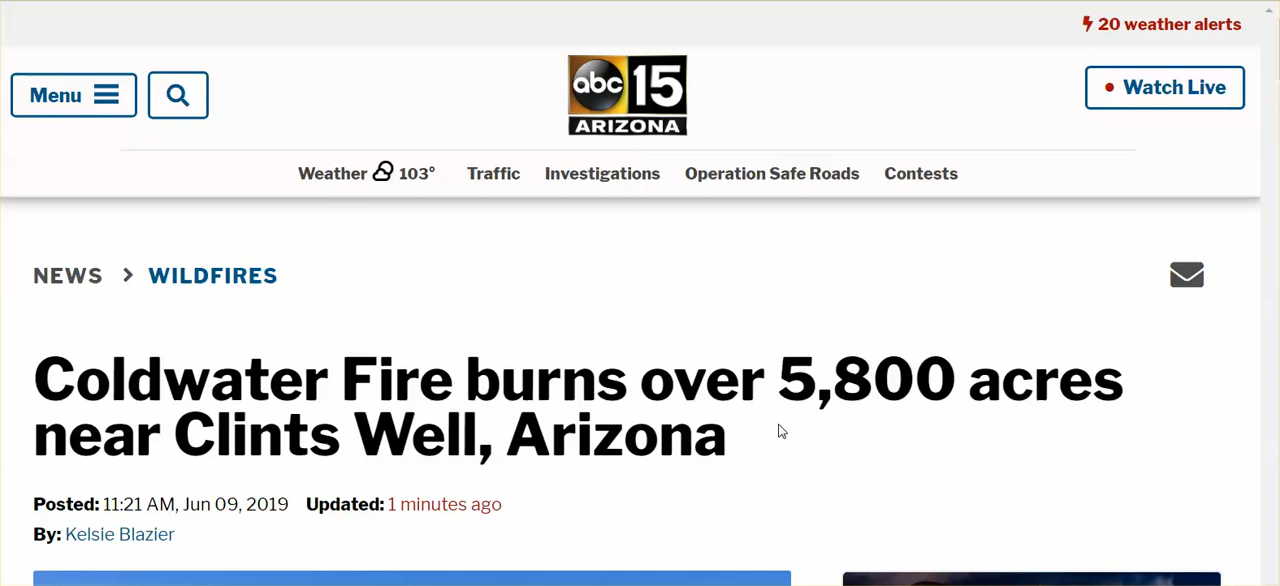 20 weather alerts
Menu
abc 15
ARIZONA
Watch Live
Weather 103° Traffic Investigations Operation Safe Roads Contests
NEWS > WILDFIRES
Coldwater Fire burns over 5,800 acres
near Clints Well, Arizona
Posted: 11:21 AM, Jun 09, 2019 Updated: 1 minutes ago
By: Kelsie Blazier